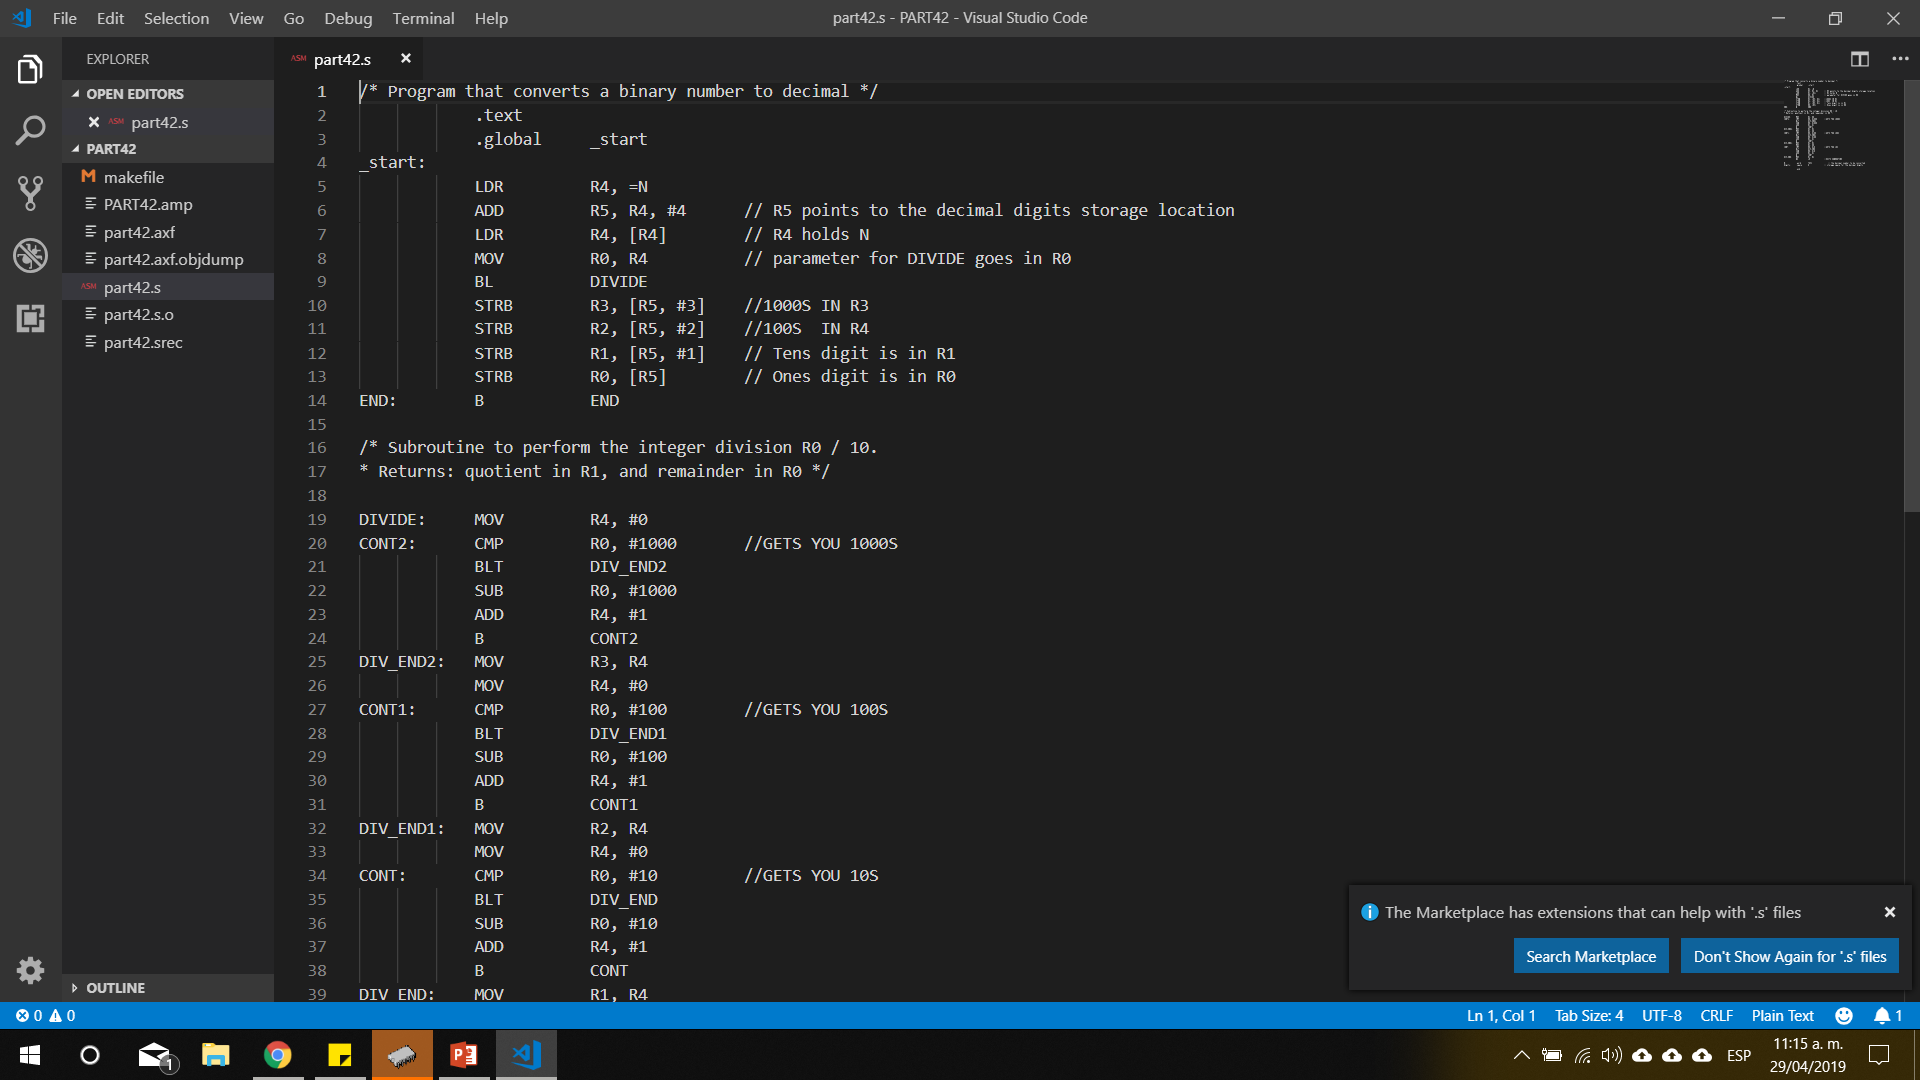 File Edit Selection View Go Debug Terminal Help
part42.s - PART42 - Visual Studio Code
EXPLORER
OPEN EDITORS
ASM part42.s
PART42
M makefile
PART42.amp
part42.axf
part42.axf.objdump
ASM part42.s
part42.s.o
part42.srec
OUTLINE
ASM part42.s
1 /* Program that converts a binary number to decimal */
2 .text
3 .global _start
4 _start:
5 LDR R4, =N
6 ADD R5, R4, #4 // R5 points to the decimal digits storage location
7 LDR R4, [R4] // R4 holds N
8 MOV R0, R4 // parameter for DIVIDE goes in R0
9 BL DIVIDE
10 STRB R3, [R5, #3] //1000S IN R3
11 STRB R2, [R5, #2] //100S  IN R4
12 STRB R1, [R5, #1] // Tens digit is in R1
13 STRB R0, [R5] // Ones digit is in R0
14 END: B END
15
16 /* Subroutine to perform the integer division R0 / 10.
17 * Returns: quotient in R1, and remainder in R0 */
18
19 DIVIDE: MOV R4, #0
20 CONT2: CMP R0, #1000 //GETS YOU 1000S
21 BLT DIV_END2
22 SUB R0, #1000
23 ADD R4, #1
24 B CONT2
25 DIV_END2: MOV R3, R4
26 MOV R4, #0
27 CONT1: CMP R0, #100 //GETS YOU 100S
28 BLT DIV_END1
29 SUB R0, #100
30 ADD R4, #1
31 B CONT1
32 DIV_END1: MOV R2, R4
33 MOV R4, #0
34 CONT: CMP R0, #10 //GETS YOU 10S
35 BLT DIV_END
36 SUB R0, #10
37 ADD R4, #1
38 B CONT
39 DIV_END: MOV R1, R4
The Marketplace has extensions that can help with '.s' files
Search Marketplace
Don't Show Again for '.s' files
0 0
Ln 1, Col 1 Tab Size: 4 UTF-8 CRLF Plain Text 1
1
ESP
11:15 a. m.
29/04/2019